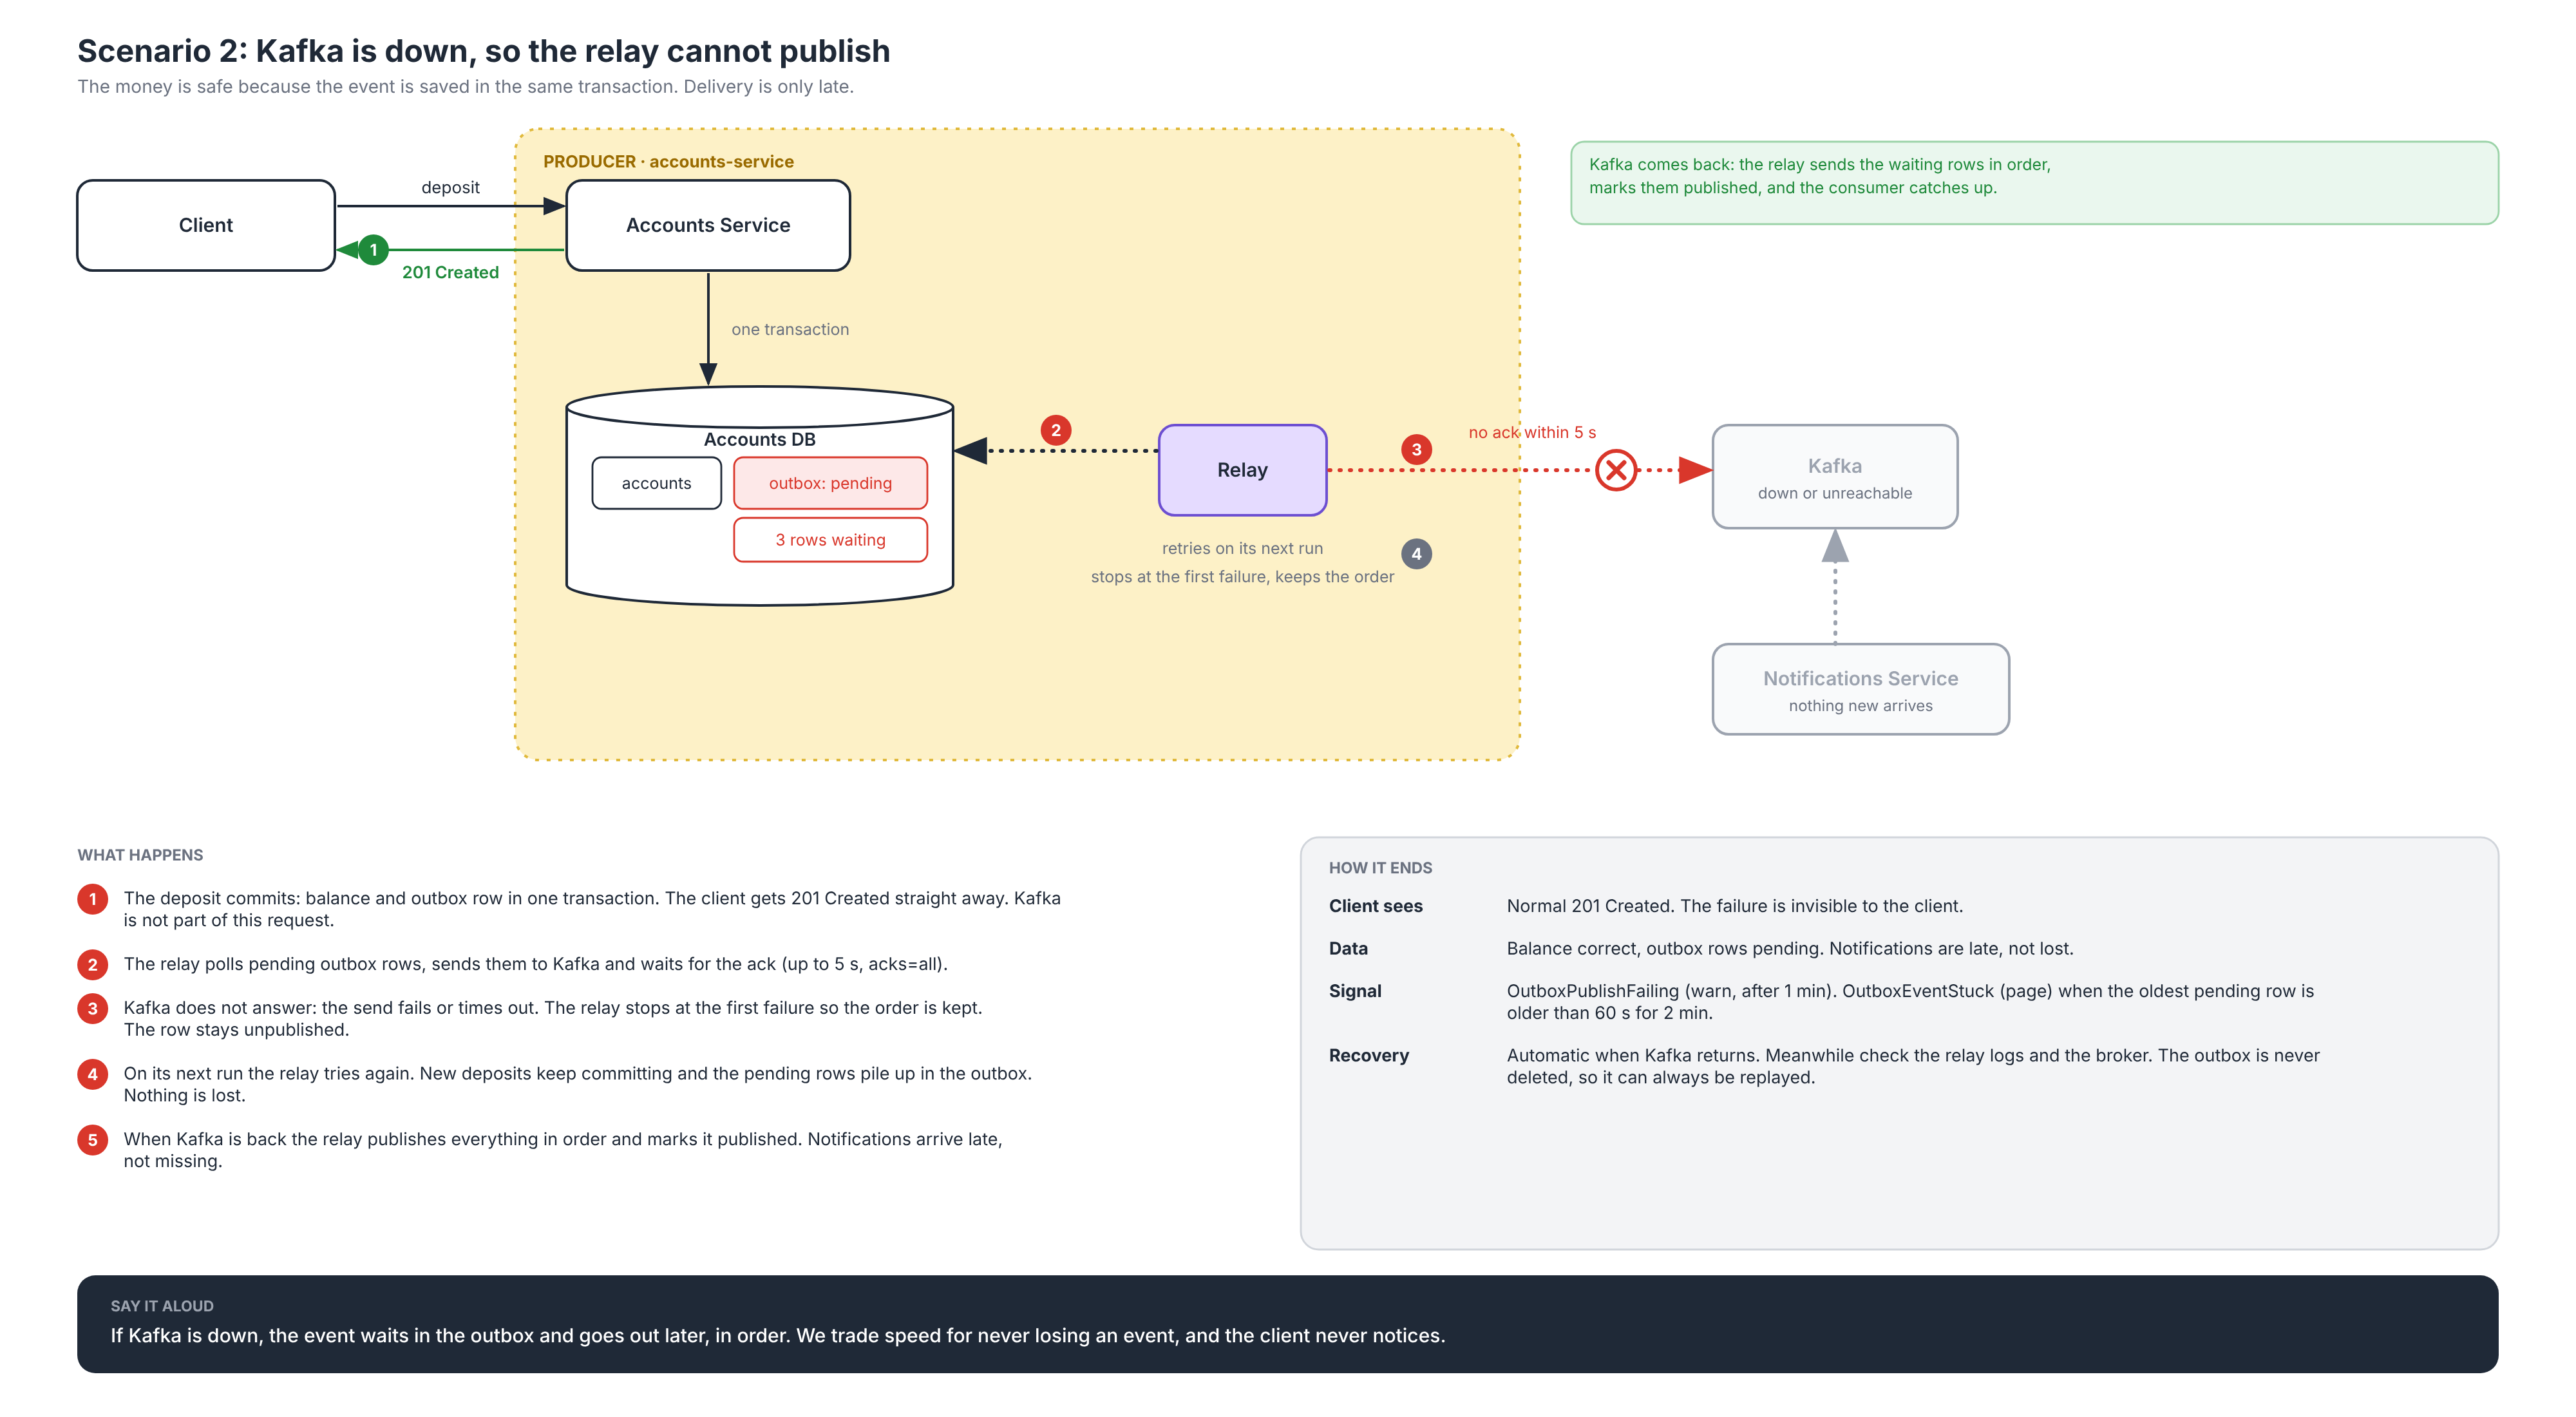 Scenario 2: Kafka is down, so the relay cannot publish
The money is safe because the event is saved in the same transaction. Delivery is only late.
PRODUCER · accounts-service
Client
deposit
1
201 Created
Accounts Service
one transaction
Kafka comes back: the relay sends the waiting rows in order,
marks them published, and the consumer catches up.
Accounts DB
accounts
outbox: pending
3 rows waiting
2
Relay
retries on its next run
stops at the first failure, keeps the order
3
no ack within 5 s
4
Kafka
down or unreachable
Notifications Service
nothing new arrives
WHAT HAPPENS
1 The deposit commits: balance and outbox row in one transaction. The client gets 201 Created straight away. Kafka
is not part of this request.
2 The relay polls pending outbox rows, sends them to Kafka and waits for the ack (up to 5 s, acks=all).
3 Kafka does not answer: the send fails or times out. The relay stops at the first failure so the order is kept.
The row stays unpublished.
4 On its next run the relay tries again. New deposits keep committing and the pending rows pile up in the outbox.
Nothing is lost.
5 When Kafka is back the relay publishes everything in order and marks it published. Notifications arrive late,
not missing.
HOW IT ENDS
Client sees Normal 201 Created. The failure is invisible to the client.
Data Balance correct, outbox rows pending. Notifications are late, not lost.
Signal OutboxPublishFailing (warn, after 1 min). OutboxEventStuck (page) when the oldest pending row is
older than 60 s for 2 min.
Recovery Automatic when Kafka returns. Meanwhile check the relay logs and the broker. The outbox is never
deleted, so it can always be replayed.
SAY IT ALOUD
If Kafka is down, the event waits in the outbox and goes out later, in order. We trade speed for never losing an event, and the client never notices.